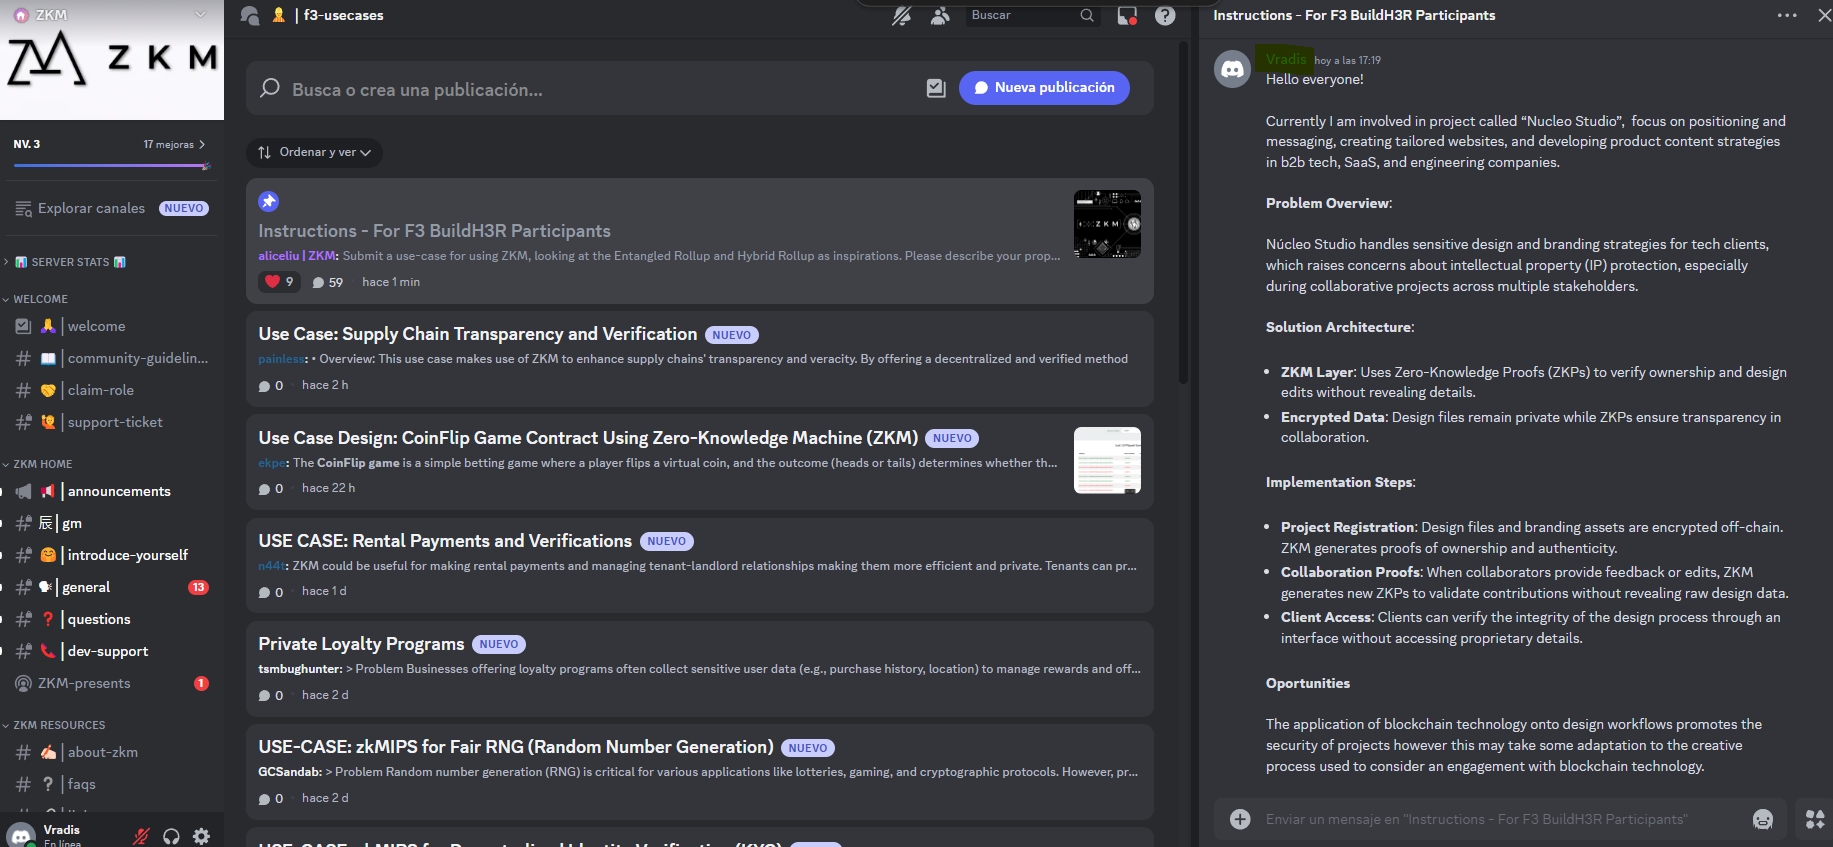 ZKM
ZKM
NV. 3
17 mejoras
Explorar canales NUEVO
SERVER STATS
WELCOME
welcome
community-guidelin...
claim-role
support-ticket
ZKM HOME
announcements
辰 gm
introduce-yourself
general 13
questions
dev-support
ZKM-presents 1
ZKM RESOURCES
about-zkm
faqs
Vradis
En línea
f3-usecases
Buscar
Busca o crea una publicación...
Nueva publicación
Ordenar y ver
Instructions - For F3 BuildH3R Participants
aliceliu | ZKM: Submit a use-case for using ZKM, looking at the Entangled Rollup and Hybrid Rollup as inspirations. Please describe your prop...
9 59 hace 1 min
ZKM
Use Case: Supply Chain Transparency and Verification NUEVO
painless: • Overview: This use case makes use of ZKM to enhance supply chains' transparency and veracity. By offering a decentralized and verified method
0 hace 2 h
Use Case Design: CoinFlip Game Contract Using Zero-Knowledge Machine (ZKM) NUEVO
ekpe: The CoinFlip game is a simple betting game where a player flips a virtual coin, and the outcome (heads or tails) determines whether th...
0 hace 22 h
USE CASE: Rental Payments and Verifications NUEVO
n44t: ZKM could be useful for making rental payments and managing tenant-landlord relationships making them more efficient and private. Tenants can pr...
0 hace 1 d
Private Loyalty Programs NUEVO
tsmbughunter: > Problem Businesses offering loyalty programs often collect sensitive user data (e.g., purchase history, location) to manage rewards and off...
0 hace 2 d
USE-CASE: zkMIPS for Fair RNG (Random Number Generation) NUEVO
GCSandab: > Problem Random number generation (RNG) is critical for various applications like lotteries, gaming, and cryptographic protocols. However, pr...
0 hace 2 d
USE-CASE: zkMIPS for Decentralized Identity Verification (KYC)
Instructions - For F3 BuildH3R Participants
Vradis hoy a las 17:19
Hello everyone!
Currently I am involved in project called “Nucleo Studio”, focus on positioning and
messaging, creating tailored websites, and developing product content strategies
in b2b tech, SaaS, and engineering companies.
Problem Overview:
Núcleo Studio handles sensitive design and branding strategies for tech clients,
which raises concerns about intellectual property (IP) protection, especially
during collaborative projects across multiple stakeholders.
Solution Architecture:
• ZKM Layer: Uses Zero-Knowledge Proofs (ZKPs) to verify ownership and design
edits without revealing details.
• Encrypted Data: Design files remain private while ZKPs ensure transparency in
collaboration.
Implementation Steps:
• Project Registration: Design files and branding assets are encrypted off-chain.
ZKM generates proofs of ownership and authenticity.
• Collaboration Proofs: When collaborators provide feedback or edits, ZKM
generates new ZKPs to validate contributions without revealing raw design data.
• Client Access: Clients can verify the integrity of the design process through an
interface without accessing proprietary details.
Oportunities
The application of blockchain technology onto design workflows promotes the
security of projects however this may take some adaptation to the creative
process used to consider an engagement with blockchain technology.
Enviar un mensaje en "Instructions - For F3 BuildH3R Participants"